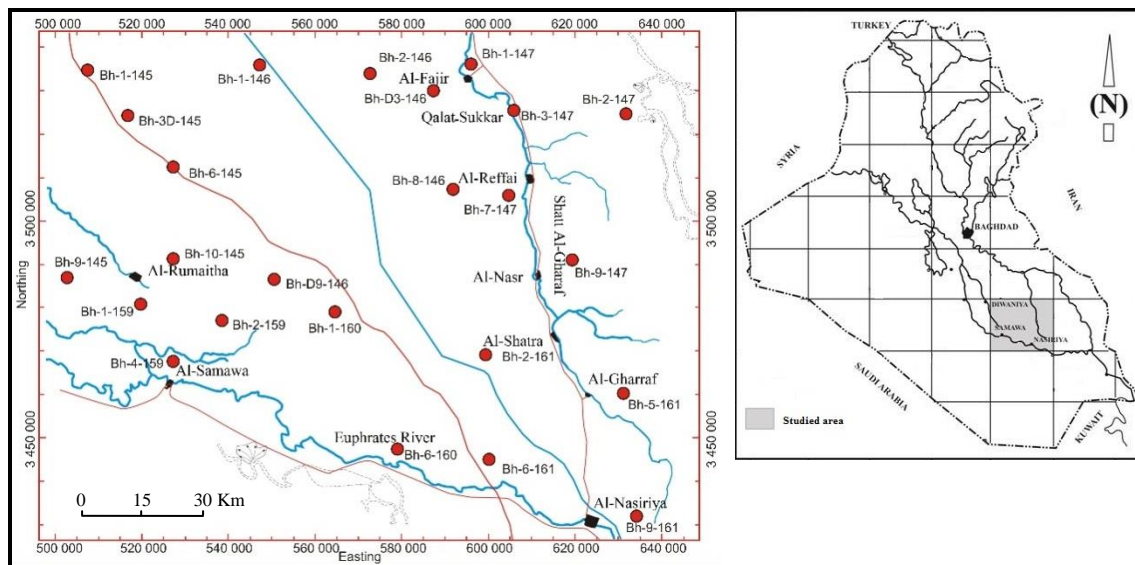 500 000 520 000 540 000 560 000 580 000 600 000 620 000 640 000
Bh-1-145
Bh-1-146
Bh-2-146
Al-Fajir
Bh-1-147
Bh-D3-146
Bh-3D-145
Qalat Sukkar
Bh-3-147
Bh-2-147
Bh-6-145
Al-Reffai
Bh-8-146
Bh-7-147
3 500 000
3 500 000
Shatt Al-Gharaf
Bh-9-145
Bh-10-145
Al-Rumaitha
Bh-D9-146
Al-Nasr
Bh-9-147
Northing
Bh-1-159
Bh-2-159
Bh-1-160
Al-Shatra
Bh-2-161
Bh-4-159
Al-Samawa
Al-Gharraf
Bh-5-161
3 450 000
3 450 000
Euphrates River
Bh-6-160
Bh-6-161
0 15 30 Km
Al-Nasiriya
Bh-9-161
500 000 520 000 540 000 560 000 580 000 600 000 620 000 640 000
Easting
TURKEY
(N)
SYRIA
IRAN
BAGHDAD
DIWANIYA
SAMAWA
NASIRIYA
SAUDI ARABIA
KUWAIT
Studied area